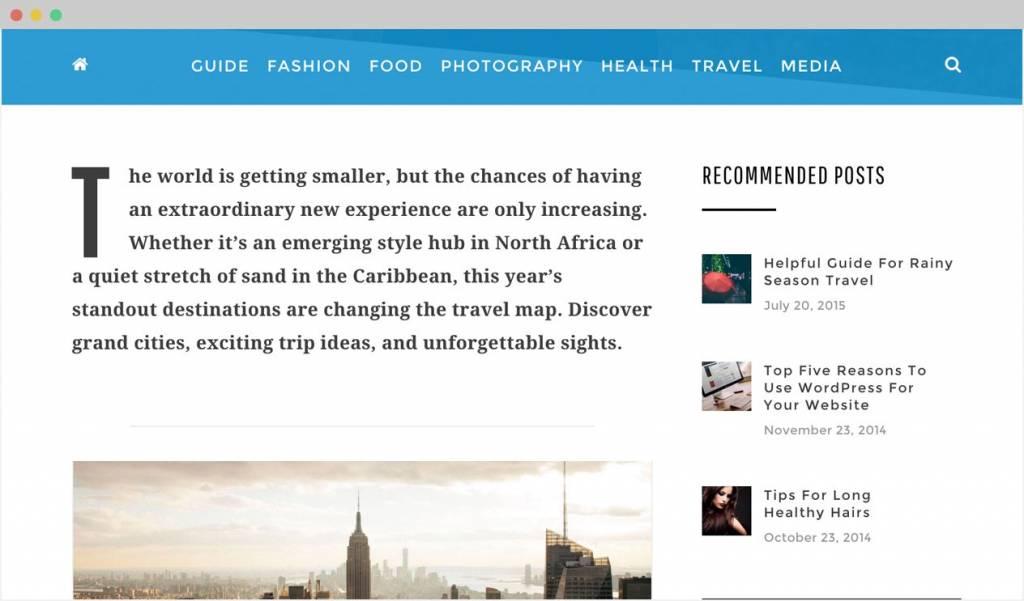 GUIDE FASHION FOOD PHOTOGRAPHY HEALTH TRAVEL MEDIA
The world is getting smaller, but the chances of having
an extraordinary new experience are only increasing.
Whether it’s an emerging style hub in North Africa or
a quiet stretch of sand in the Caribbean, this year’s
standout destinations are changing the travel map. Discover
grand cities, exciting trip ideas, and unforgettable sights.
RECOMMENDED POSTS
Helpful Guide For Rainy
Season Travel
July 20, 2015
Top Five Reasons To
Use WordPress For
Your Website
November 23, 2014
Tips For Long
Healthy Hairs
October 23, 2014